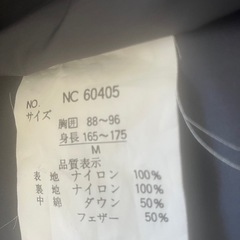 NO. NC 60405
サイズ
胸囲 88～96
身長 165～175
M
品質表示
表地 ナイロン 100%
裏地 ナイロン 100%
中綿 ダウン 50%
フェザー 50%